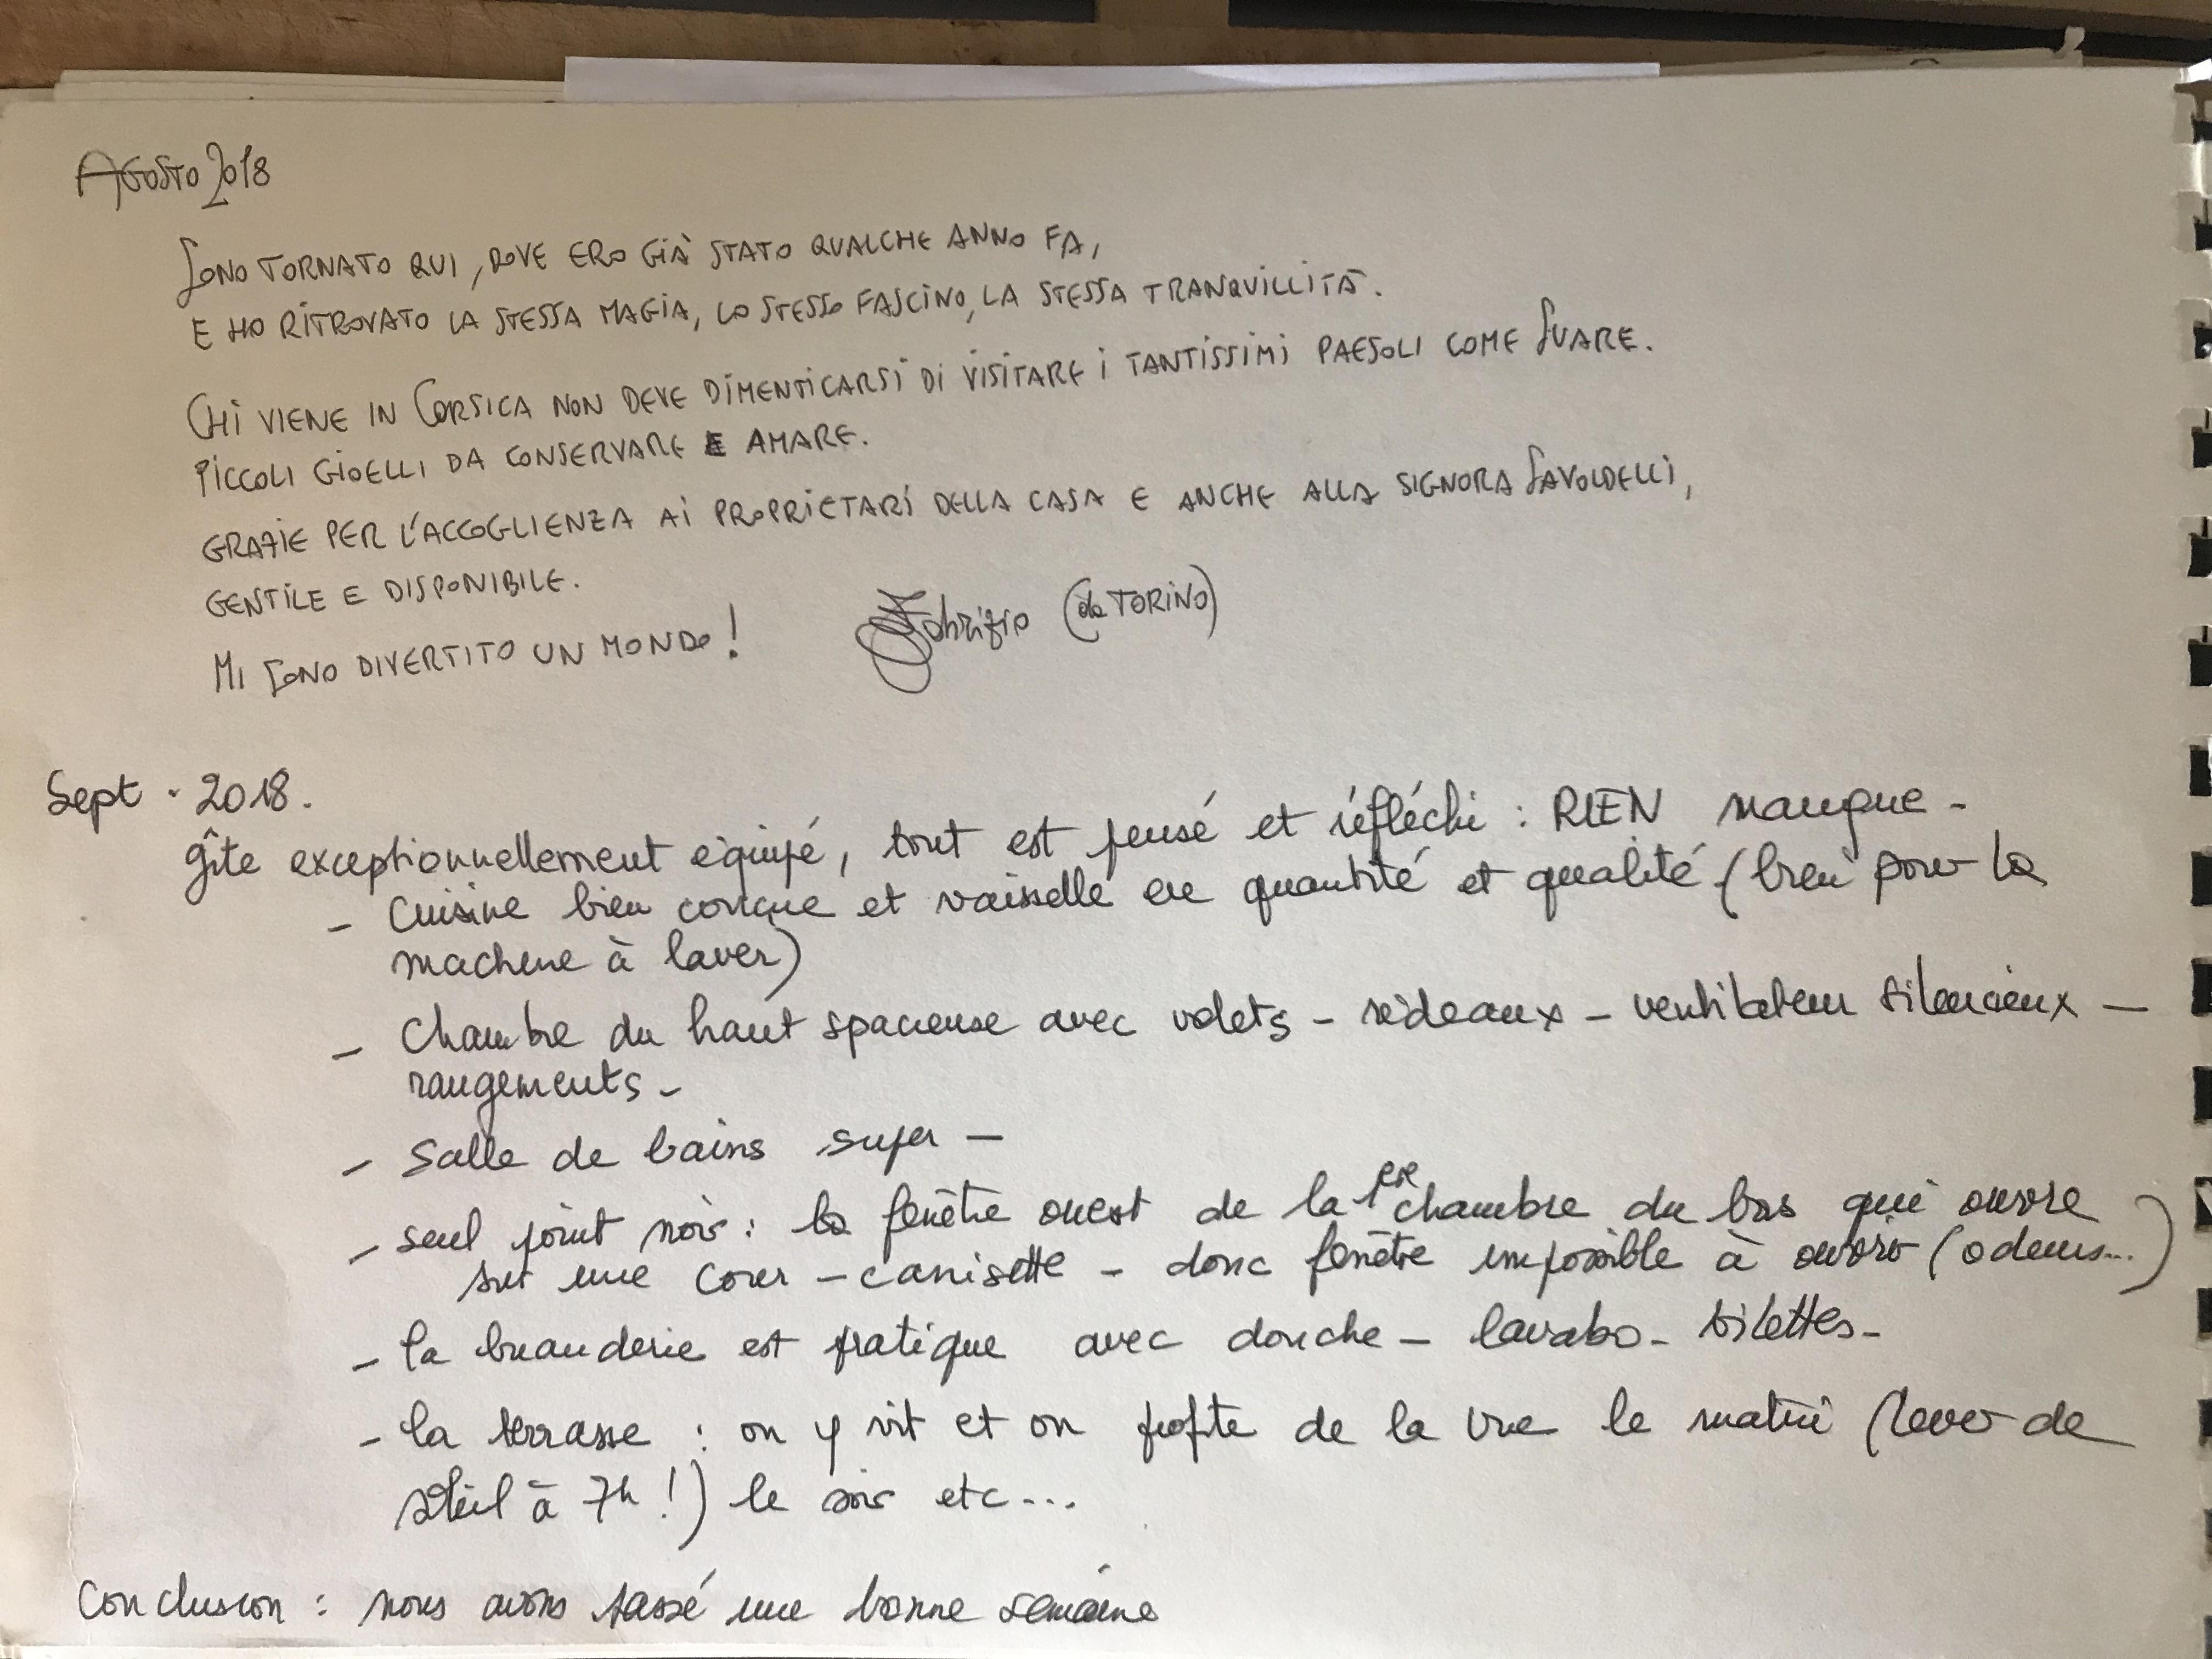 AGOSTO 2018
SONO TORNATO QUI, DOVE ERO GIÀ STATO QUALCHE ANNO FA,
E HO RITROVATO LA STESSA MAGIA, LO STESSO FASCINO, LA STESSA TRANQUILLITÀ.
CHI VIENE IN CORSICA NON DEVE DIMENTICARSI DI VISITARE I TANTISSIMI PAESOLI COME SUARE.
PICCOLI GIOELLI DA CONSERVARE E AMARE.
GRAZIE PER L'ACCOGLIENZA AI PROPRIETARI DELLA CASA E ANCHE ALLA SIGNORA SAVOLDELLI,
GENTILE E DISPONIBILE.
MI SONO DIVERTITO UN MONDO! Fabrizio (da TORINO)
Sept. 2018.
gîte exceptionnellement équipé, tout est pensé et réfléchi : RIEN manque -
- Cuisine bien conçue et vaisselle en quantité et qualité (bien pour la
machine à laver)
- Chambre du haut spacieuse avec volets - rideaux - ventilateur silencieux -
rangements -
- Salle de bains super -
- seul point noir : la fenêtre ouest de la 1ère chambre du bas qui ouvre
sur une cour - canisette - donc fenêtre impossible à ouvrir (odeurs...)
- la buanderie est pratique avec douche - lavabo - toilettes -
- la terrasse : on y vit et on profite de la vue le matin (lever de
soleil à 7h !) le soir etc...
Conclusion : nous avons passé une bonne semaine